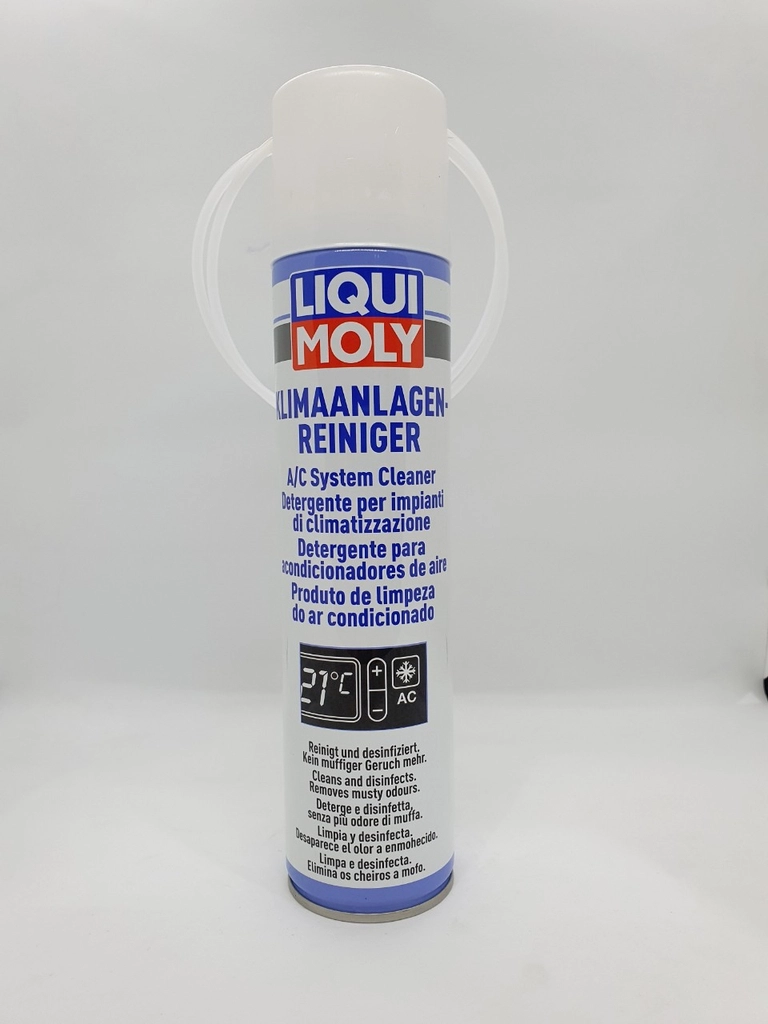 LIQUI
MOLY
KLIMAANLAGEN-
REINIGER
A/C System Cleaner
Detergente per impianti
di climatizzazione
Detergente para
acondicionadores de aire
Produto de limpeza
do ar condicionado
21°C
+
-
AC
Reinigt und desinfiziert.
Kein muffiger Geruch mehr.
Cleans and disinfects.
Removes musty odours.
Deterge e disinfetta,
senza più odore di muffa.
Limpia y desinfecta.
Desaparece el olor a enmohecido.
Limpa e desinfecta.
Elimina os cheiros a mofo.